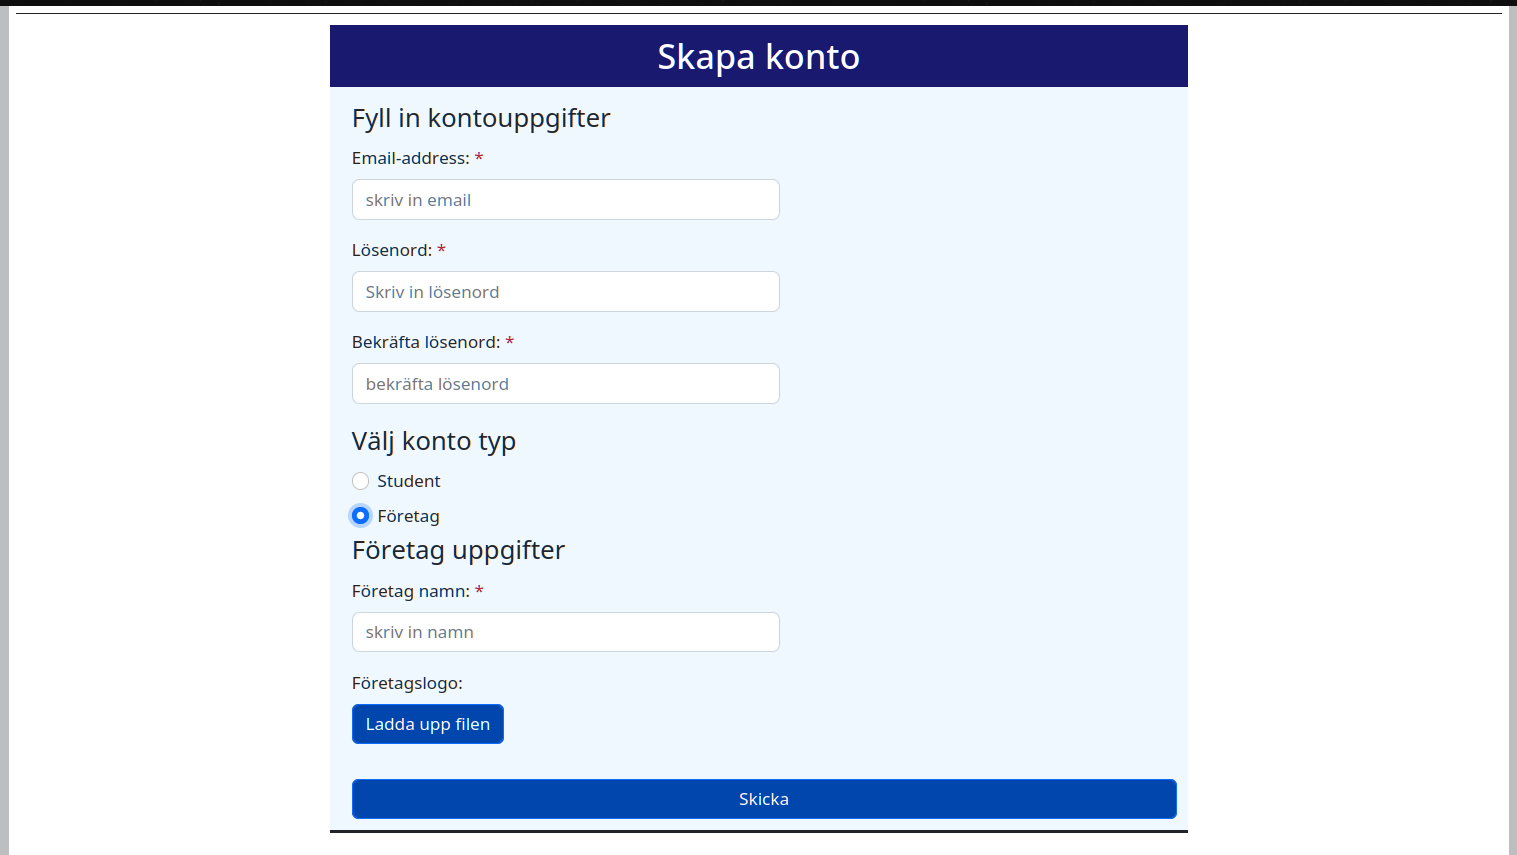 Skapa konto
Fyll in kontouppgifter
Email-address: *
skriv in email
Lösenord: *
Skriv in lösenord
Bekräfta lösenord: *
bekräfta lösenord
Välj konto typ
Student
Företag
Företag uppgifter
Företag namn: *
skriv in namn
Företagslogo:
Ladda upp filen
Skicka